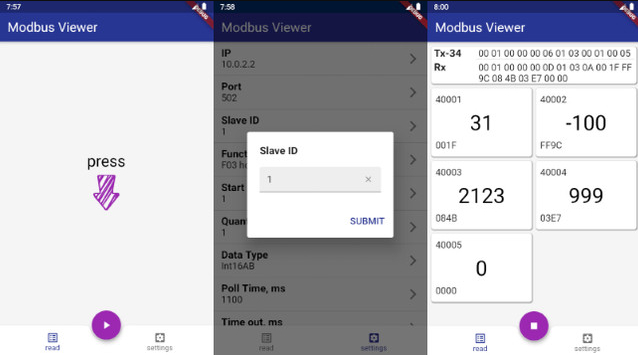 7:57
Modbus Viewer
press
read
settings
7:58
Modbus Viewer
IP
10.0.2.2
Port
502
Slave ID
1
Funct
F03 ho
Start
1
Quan
1
Data Type
Int16AB
Poll Time, ms
1100
Time out, ms
Slave ID
1
SUBMIT
read
settings
8:00
Modbus Viewer
Tx-34 00 01 00 00 00 06 01 03 00 01 00 05
Rx 00 01 00 00 00 0D 01 03 0A 00 1F FF
9C 08 4B 03 E7 00 00
40001
31
001F
40002
-100
FF9C
40003
2123
084B
40004
999
03E7
40005
0
0000
read
settings